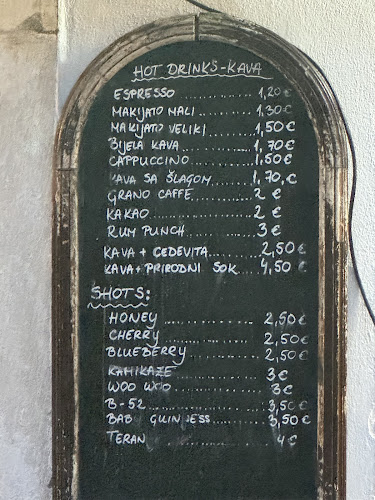 HOT DRINKS-KAVA
ESPRESSO ........... 1,20€
MAKIJATO MALI ........... 1,30€
MAKIJATO VELIKI ........... 1,50€
BIJELA KAVA ........... 1,70€
CAPPUCCINO ........... 1,50€
KAVA SA ŠLAGOM ........... 1,70,€
GRANO CAFFE ........... 2 €
KAKAO ........... 2 €
RUM PUNCH ........... 3€
KAVA + CEDEVITA ........... 2,50€
KAVA + PRIRODNI SOK ... 4,50 €
SHOTS:
HONEY ........... 2,50€
CHERRY ........... 2,50€
BLUEBERRY ........... 2,50€
KAMIKAZE ........... 3€
WOO WOO ........... 3€
B-52 ........... 3,50€
BAB GUINESS ........... 3,50€
TERAN ........... 4€